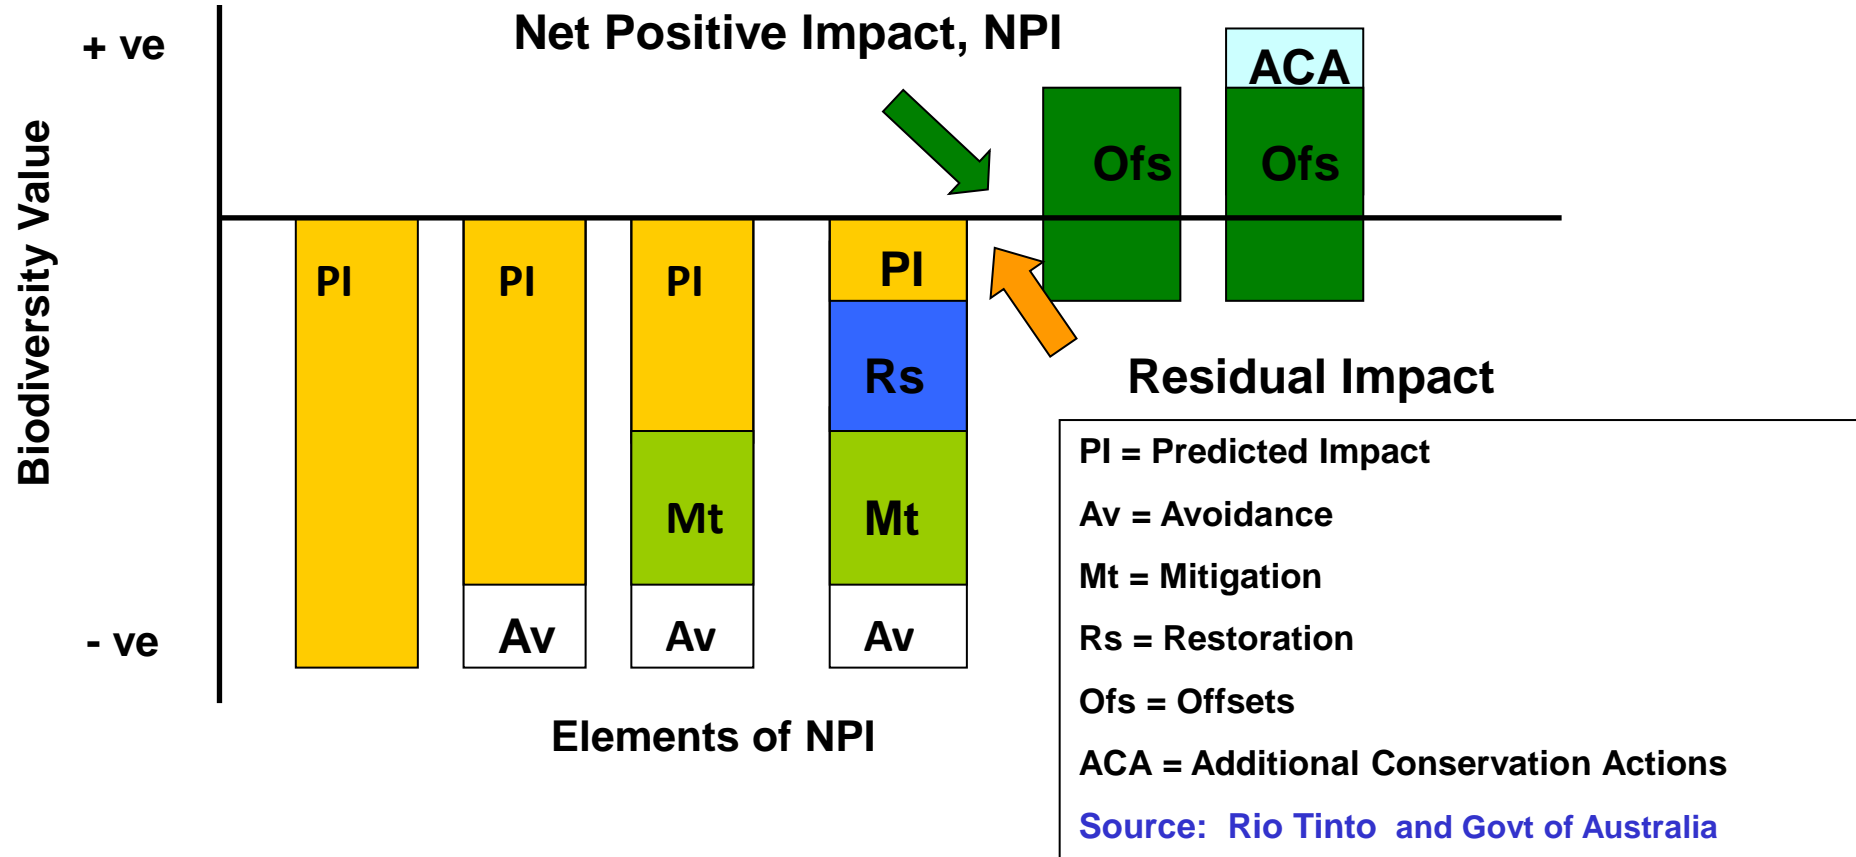 + ve
Net Positive Impact, NPI
ACA
Ofs
Ofs
Biodiversity Value
PI
PI
PI
PI
Rs
Residual Impact
Mt
Mt
Av
Av
Av
- ve
Elements of NPI
PI = Predicted Impact
Av = Avoidance
Mt = Mitigation
Rs = Restoration
Ofs = Offsets
ACA = Additional Conservation Actions
Source: Rio Tinto and Govt of Australia